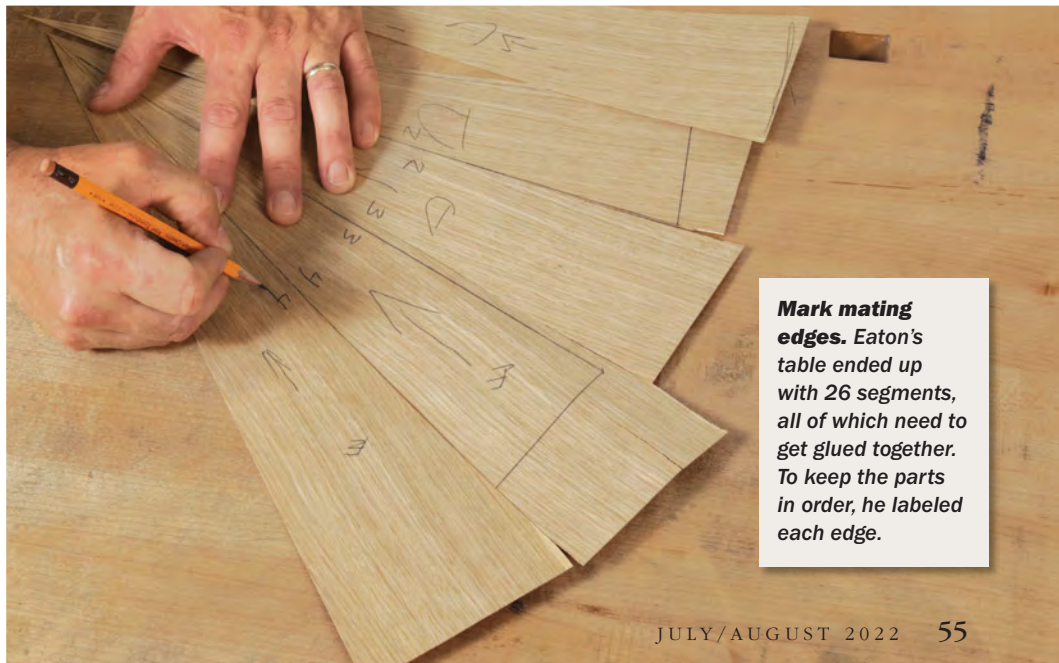 Mark mating
edges. Eaton’s
table ended up
with 26 segments,
all of which need to
get glued together.
To keep the parts
in order, he labeled
each edge.
JULY/AUGUST 2022 55